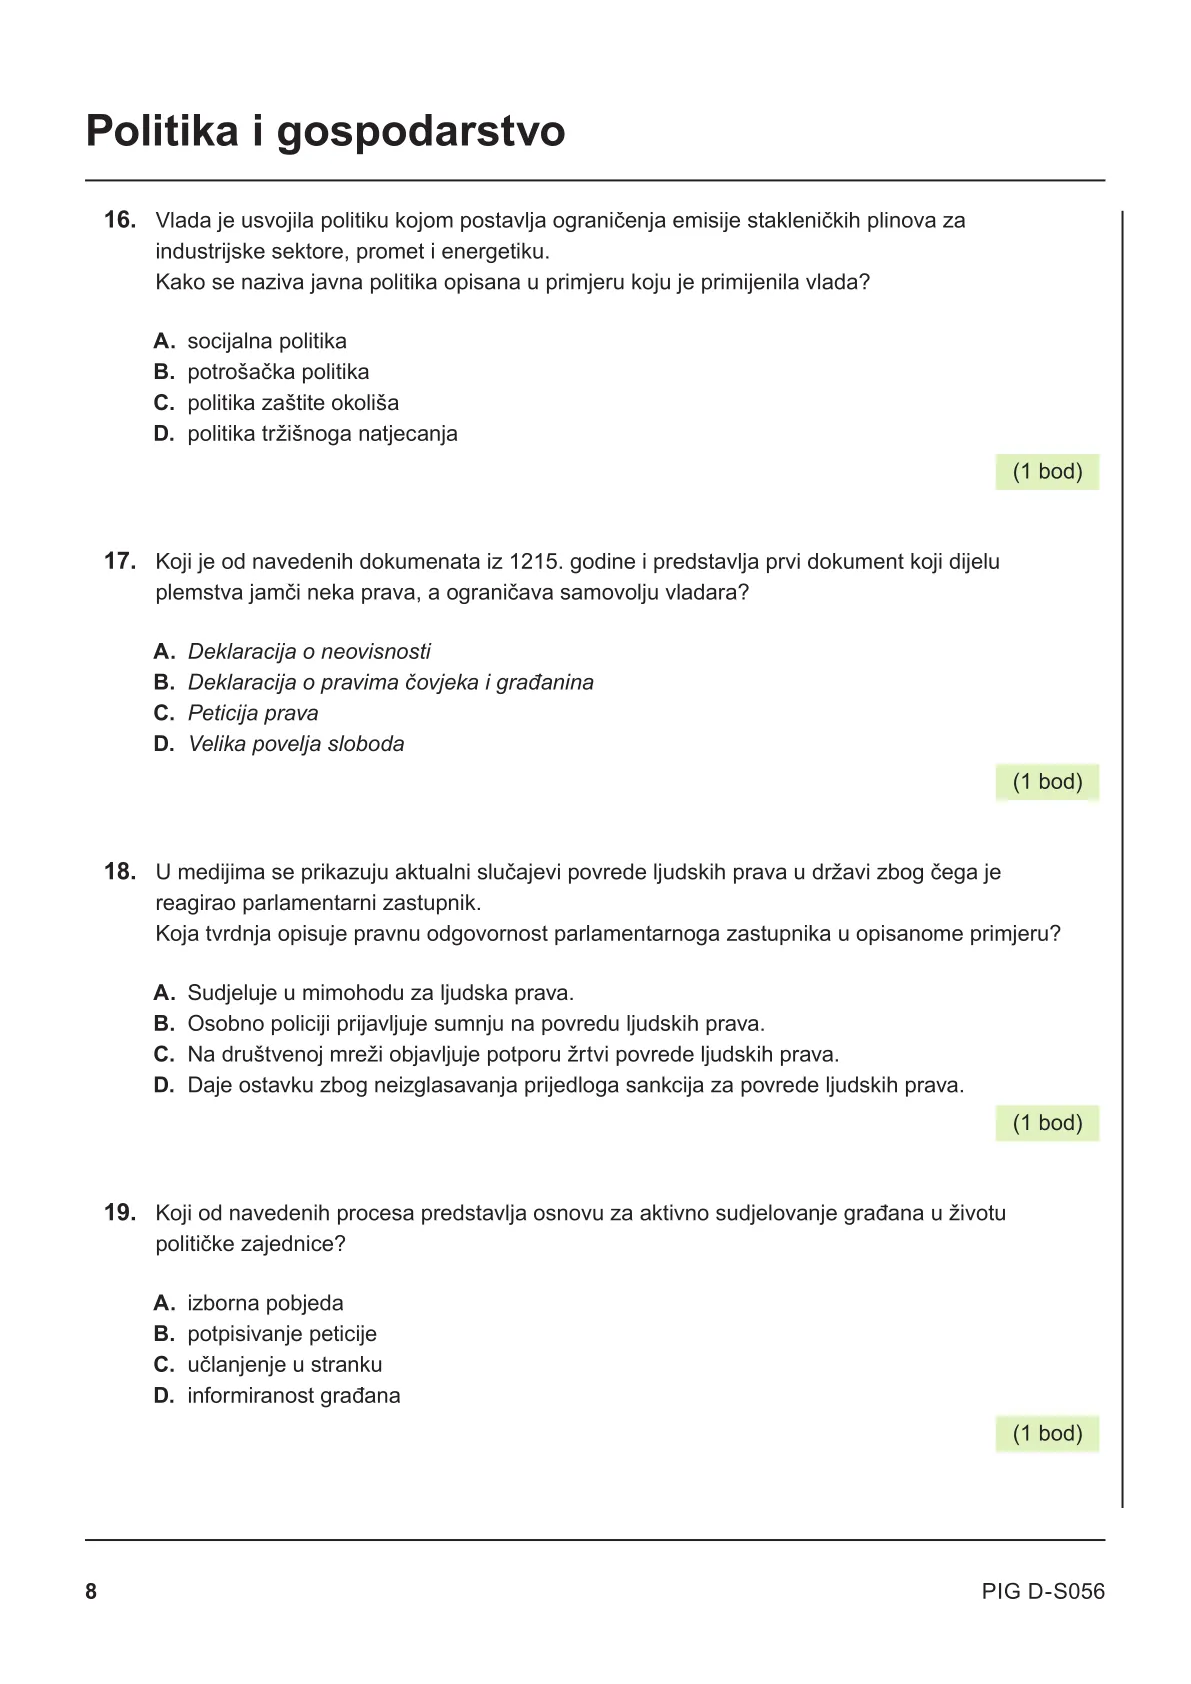 Politika i gospodarstvo
16. Vlada je usvojila politiku kojom postavlja ograničenja emisije stakleničkih plinova za
industrijske sektore, promet i energetiku.
Kako se naziva javna politika opisana u primjeru koju je primijenila vlada?
A. socijalna politika
B. potrošačka politika
C. politika zaštite okoliša
D. politika tržišnoga natjecanja
(1 bod)
17. Koji je od navedenih dokumenata iz 1215. godine i predstavlja prvi dokument koji dijelu
plemstva jamči neka prava, a ograničava samovolju vladara?
A. Deklaracija o neovisnosti
B. Deklaracija o pravima čovjeka i građanina
C. Peticija prava
D. Velika povelja sloboda
(1 bod)
18. U medijima se prikazuju aktualni slučajevi povrede ljudskih prava u državi zbog čega je
reagirao parlamentarni zastupnik.
Koja tvrdnja opisuje pravnu odgovornost parlamentarnoga zastupnika u opisanome primjeru?
A. Sudjeluje u mimohodu za ljudska prava.
B. Osobno policiji prijavljuje sumnju na povredu ljudskih prava.
C. Na društvenoj mreži objavljuje potporu žrtvi povrede ljudskih prava.
D. Daje ostavku zbog neizglasavanja prijedloga sankcija za povrede ljudskih prava.
(1 bod)
19. Koji od navedenih procesa predstavlja osnovu za aktivno sudjelovanje građana u životu
političke zajednice?
A. izborna pobjeda
B. potpisivanje peticije
C. učlanjenje u stranku
D. informiranost građana
(1 bod)
8
PIG D-S056